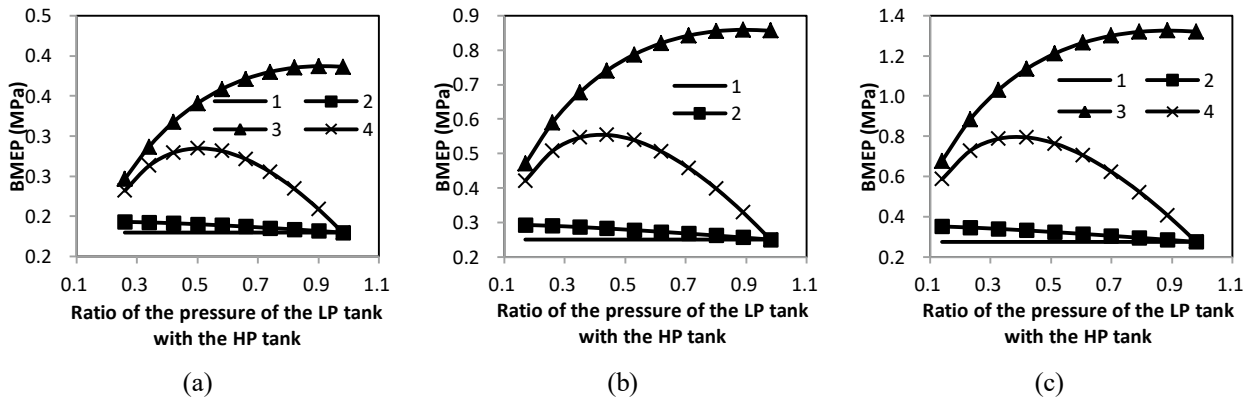 BMEP (MPa)
0.4
0.4
0.4
0.3
0.3
0.2
0.2
1 2
3 4
0.1 0.3 0.5 0.7 0.9 1.1
Ratio of the pressure of the LP tank
with the HP tank
(a)
BMEP (MPa)
0.9
0.8
0.7
0.6
0.5
0.4
0.3
0.2
1
2
0.1 0.3 0.5 0.7 0.9 1.1
Ratio of the pressure of the LP tank
with the HP tank
(b)
BMEP (MPa)
1.4
1.2
1.0
0.8
0.6
0.4
0.2
1 2
3 4
0.1 0.3 0.5 0.7 0.9 1.1
Ratio of the pressure of the LP tank
with the HP tank
(c)